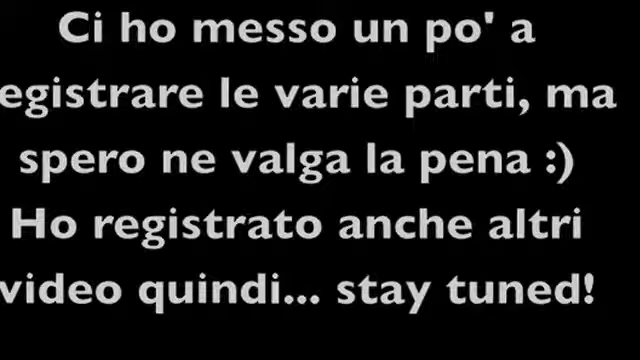 Ci ho messo un po' a
registrare le varie parti, ma
spero ne valga la pena :)
Ho registrato anche altri
video quindi... stay tuned!